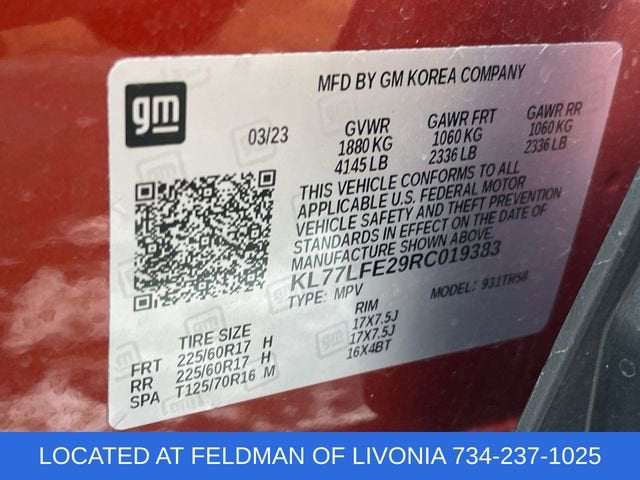 gm
MFD BY GM KOREA COMPANY
03/23
GVWR GAWR FRT GAWR RR
1880 KG 1060 KG 1060 KG
4145 LB 2336 LB 2336 LB
THIS VEHICLE CONFORMS TO ALL
APPLICABLE U.S. FEDERAL MOTOR
VEHICLE SAFETY AND THEFT PREVENTION
STANDARDS IN EFFECT ON THE DATE OF
MANUFACTURE SHOWN ABOVE.
KL77LFE29RC019383
TYPE: MPV MODEL: 931TR58
TIRE SIZE RIM
FRT 225/60R17 H 17X7.5J
RR 225/60R17 H 17X7.5J
SPA T125/70R16 M 16X4BT
LOCATED AT FELDMAN OF LIVONIA 734-237-1025